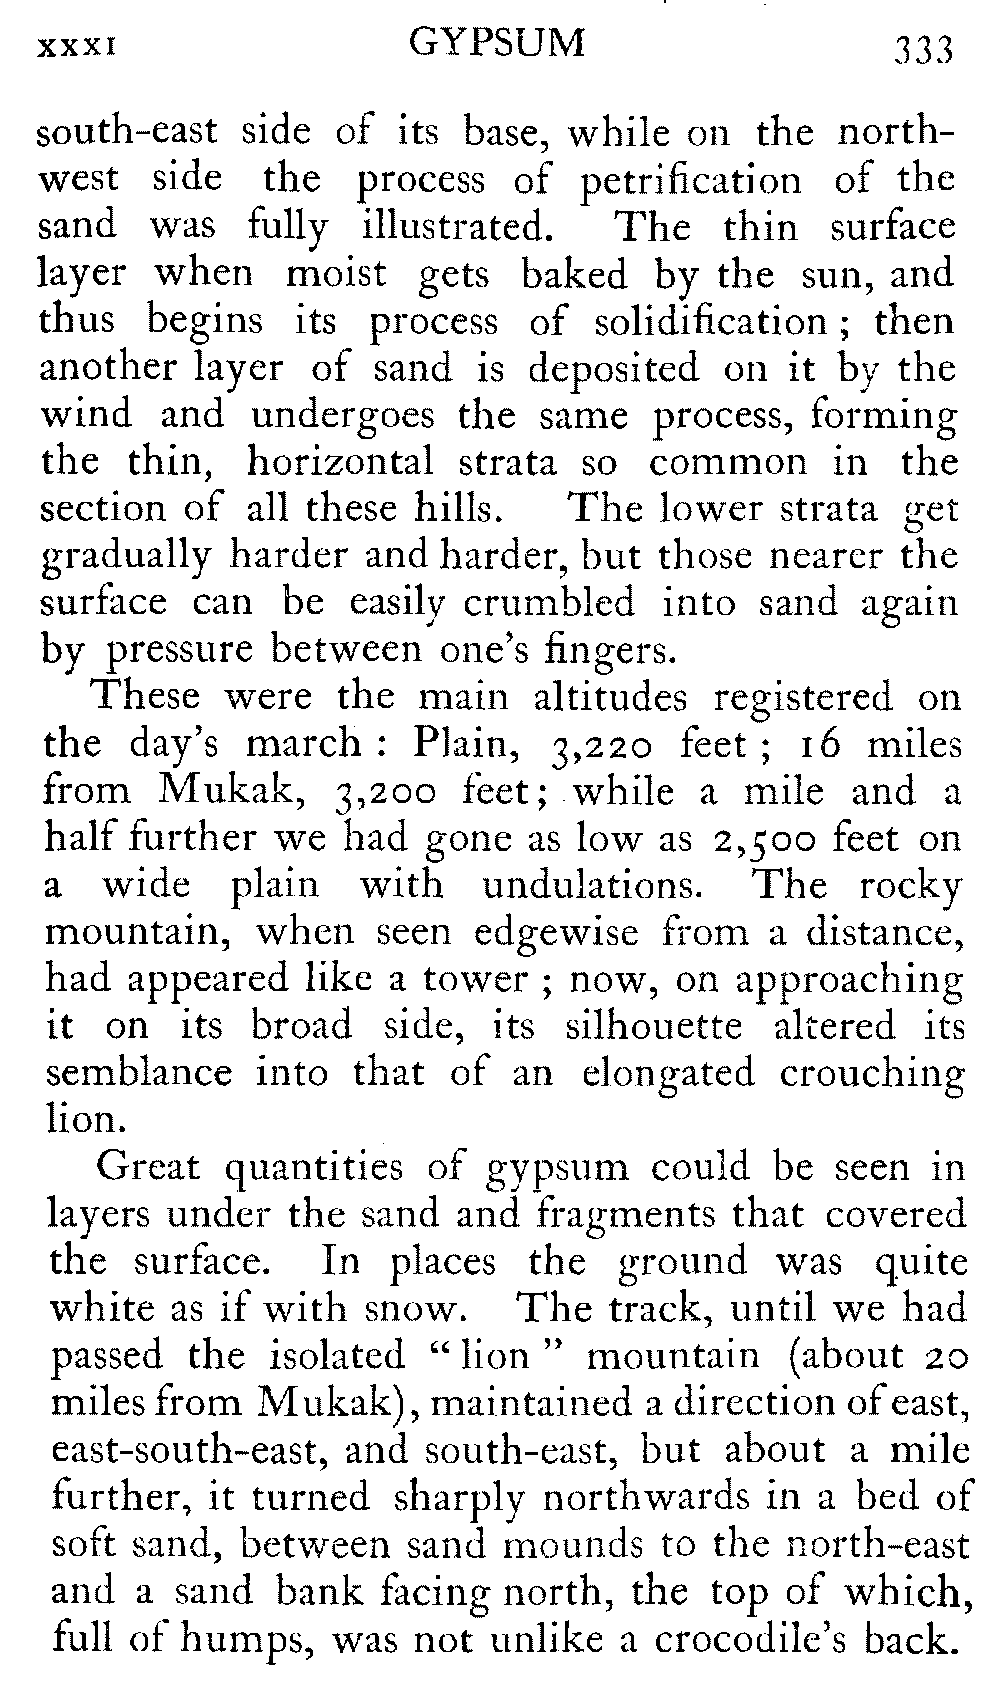 xxxi GYPSUM 333
south-east side of its base, while on the north-
west side the process of petrification of the
sand was fully illustrated. The thin surface
layer when moist gets baked by the sun, and
thus begins its process of solidification ; then
another layer of sand is deposited on it by the
wind and undergoes the same process, forming
the thin, horizontal strata so common in the
section of all these hills. The lower strata get
gradually harder and harder, but those nearer the
surface can be easily crumbled into sand again
by pressure between one's fingers.
These were the main altitudes registered on
the day's march : Plain, 3,220 feet ; 16 miles
from Mukak, 3,200 feet ; while a mile and a
half further we had gone as low as 2,500 feet on
a wide plain with undulations. The rocky
mountain, when seen edgewise from a distance,
had appeared like a tower ; now, on approaching
it on its broad side, its silhouette altered its
semblance into that of an elongated crouching
lion.
Great quantities of gypsum could be seen in
layers under the sand and fragments that covered
the surface. In places the ground was quite
white as if with snow. The track, until we had
passed the isolated “ lion ” mountain (about 20
miles from Mukak), maintained a direction of east,
east-south-east, and south-east, but about a mile
further, it turned sharply northwards in a bed of
soft sand, between sand mounds to the north-east
and a sand bank facing north, the top of which,
full of humps, was not unlike a crocodile's back.